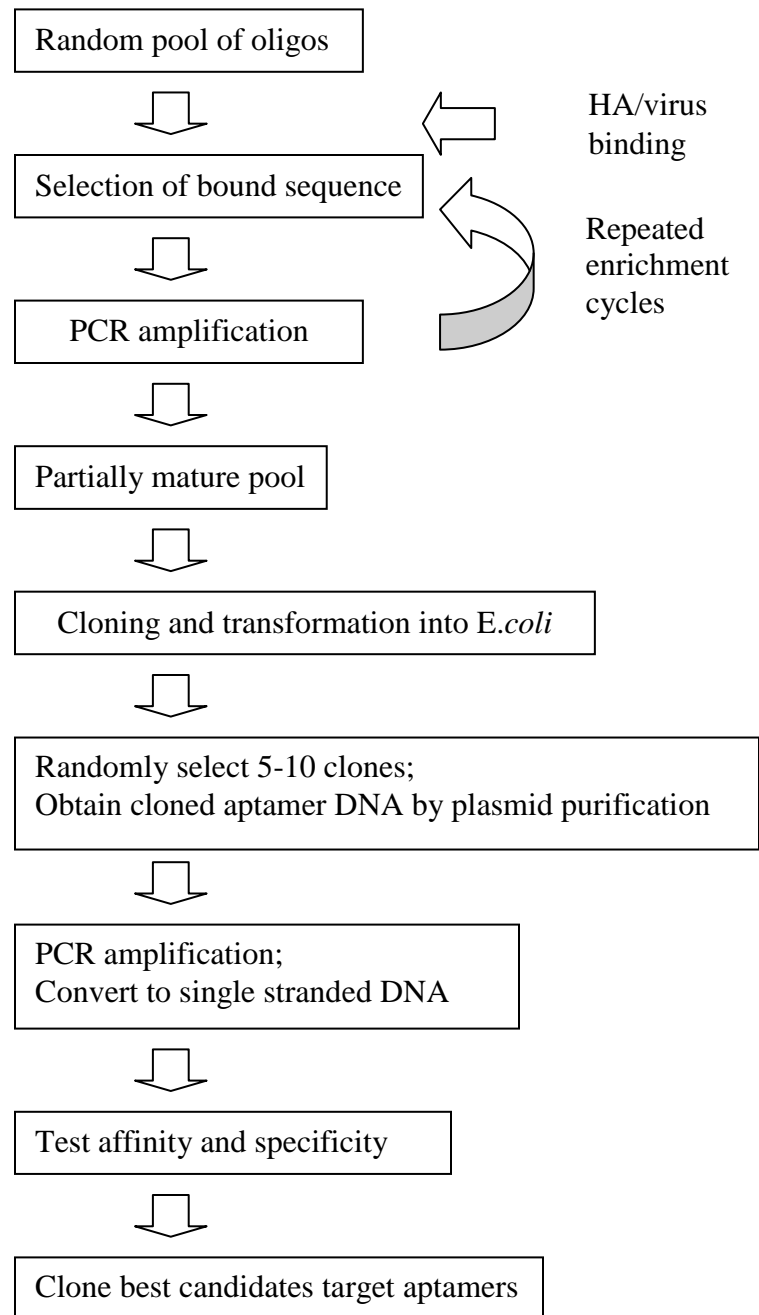 Random pool of oligos
HA/virus
binding
Selection of bound sequence
Repeated
enrichment
cycles
PCR amplification
Partially mature pool
Cloning and transformation into E.coli
Randomly select 5-10 clones;
Obtain cloned aptamer DNA by plasmid purification
PCR amplification;
Convert to single stranded DNA
Test affinity and specificity
Clone best candidates target aptamers